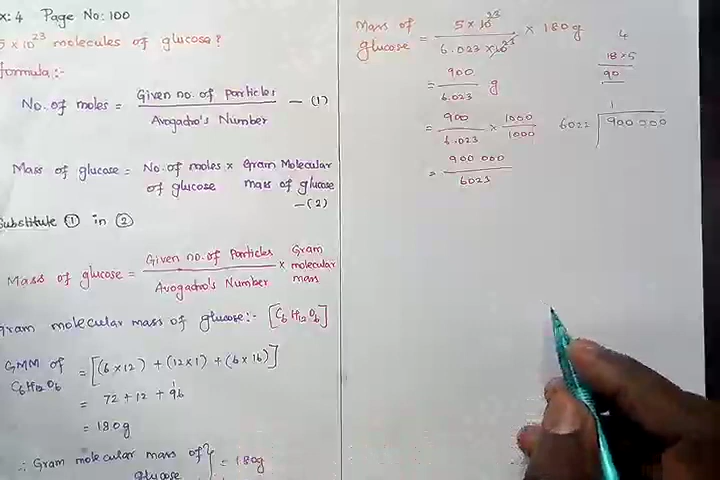 x: 4 Page No: 100
5 x 10^23 molecules of glucose?
formula:-
No. of moles = Given no. of particles / Avogadro's Number — (1)
Mass of glucose = No. of moles x Gram Molecular
of glucose mass of glucose
— (2)
Substitute ① in ②
Mass of glucose = Given no. of Particles / Avogadro's Number x Gram molecular mass
Gram molecular mass of glucose:- [C6H12O6]
GMM of C6H12O6 = [(6 x 12) + (12 x 1) + (6 x 16)]
= 72 + 12 + 96
= 180g
∴ Gram molecular mass of glucose } = 180g
Mass of glucose = 5 x 10^23 / 6.023 x 10^23 x 180g
= 900 / 6.023 g
= 900 / 6.023 x 1000 / 1000
= 900 000 / 6023
4
18 x 5
90
1
6022 900 000